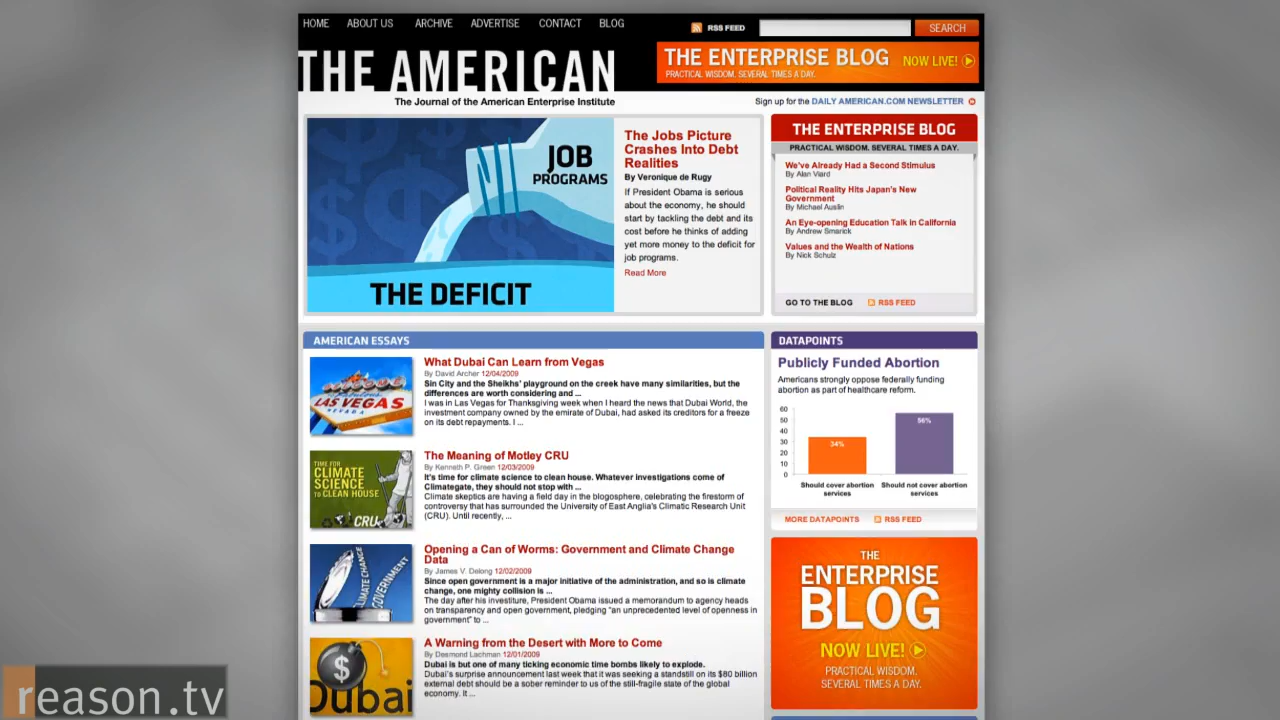 HOME ABOUT US ARCHIVE ADVERTISE CONTACT BLOG
RSS FEED
SEARCH
THE AMERICAN
The Journal of the American Enterprise Institute
THE ENTERPRISE BLOG
PRACTICAL WISDOM. SEVERAL TIMES A DAY.
NOW LIVE!
Sign up for the DAILY AMERICAN.COM NEWSLETTER
JOB
PROGRAMS
THE DEFICIT
The Jobs Picture
Crashes Into Debt
Realities
By Veronique de Rugy
If President Obama is serious
about the economy, he should
start by tackling the debt and its
cost before he thinks of adding
yet more money to the deficit for
job programs.
Read More
THE ENTERPRISE BLOG
PRACTICAL WISDOM. SEVERAL TIMES A DAY.
We've Already Had a Second Stimulus
By Alan Viard
Political Reality Hits Japan's New
Government
By Michael Auslin
An Eye-opening Education Talk in California
By Andrew Smarick
Values and the Wealth of Nations
By Nick Schulz
GO TO THE BLOG RSS FEED
AMERICAN ESSAYS
Fabulous
LAS VEGAS
NEVADA
What Dubai Can Learn from Vegas
By David Archer 12/04/2009
Sin City and the Sheikhs' playground on the creek have many similarities, but the
differences are worth considering and ...
I was in Las Vegas for Thanksgiving week when I heard the news that Dubai World, the
investment company owned by the emirate of Dubai, had asked its creditors for a freeze
on its debt repayments. I ...
TIME FOR
CLIMATE
SCIENCE
TO CLEAN HOUSE
CRU
The Meaning of Motley CRU
By Kenneth P. Green 12/03/2009
It's time for climate science to clean house. Whatever investigations come of
Climategate, they should not stop with ...
Climate skeptics are having a field day in the blogosphere, celebrating the firestorm of
controversy that has surrounded the University of East Anglia's Climatic Research Unit
(CRU). Until recently, ...
CLIMATE CHANGE
GOVERNMENT
Opening a Can of Worms: Government and Climate Change
Data
By James V. Delong 12/02/2009
Since open government is a major initiative of the administration, and so is climate
change, one mighty collision is ...
The day after his investiture, President Obama issued a memorandum to agency heads
on transparency and open government, pledging "an unprecedented level of openness in
government" to ...
$
Dubai
A Warning from the Desert with More to Come
By Desmond Lachman 12/01/2009
Dubai is but one of many ticking economic time bombs likely to explode.
Dubai's surprise announcement last week that it was seeking a standstill on its $80 billion
external debt should be a sober reminder to us of the still-fragile state of the global
economy. It ...
DATAPOINTS
Publicly Funded Abortion
Americans strongly oppose federally funding
abortion as part of healthcare reform.
60
50
40
30
20
10
0
34%
56%
Should cover abortion
services
Should not cover abortion
services
MORE DATAPOINTS RSS FEED
THE
ENTERPRISE
BLOG
NOW LIVE!
PRACTICAL WISDOM.
SEVERAL TIMES A DAY.
reason.tv